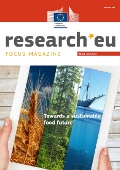 research*eu
FOCUS MAGAZINE
Towards a sustainable
food future